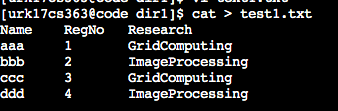 [urk17cs363@code dir1]$ cat > test1.txt
Name RegNo Research
aaa 1 GridComputing
bbb 2 ImageProcessing
ccc 3 GridComputing
ddd 4 ImageProcessing